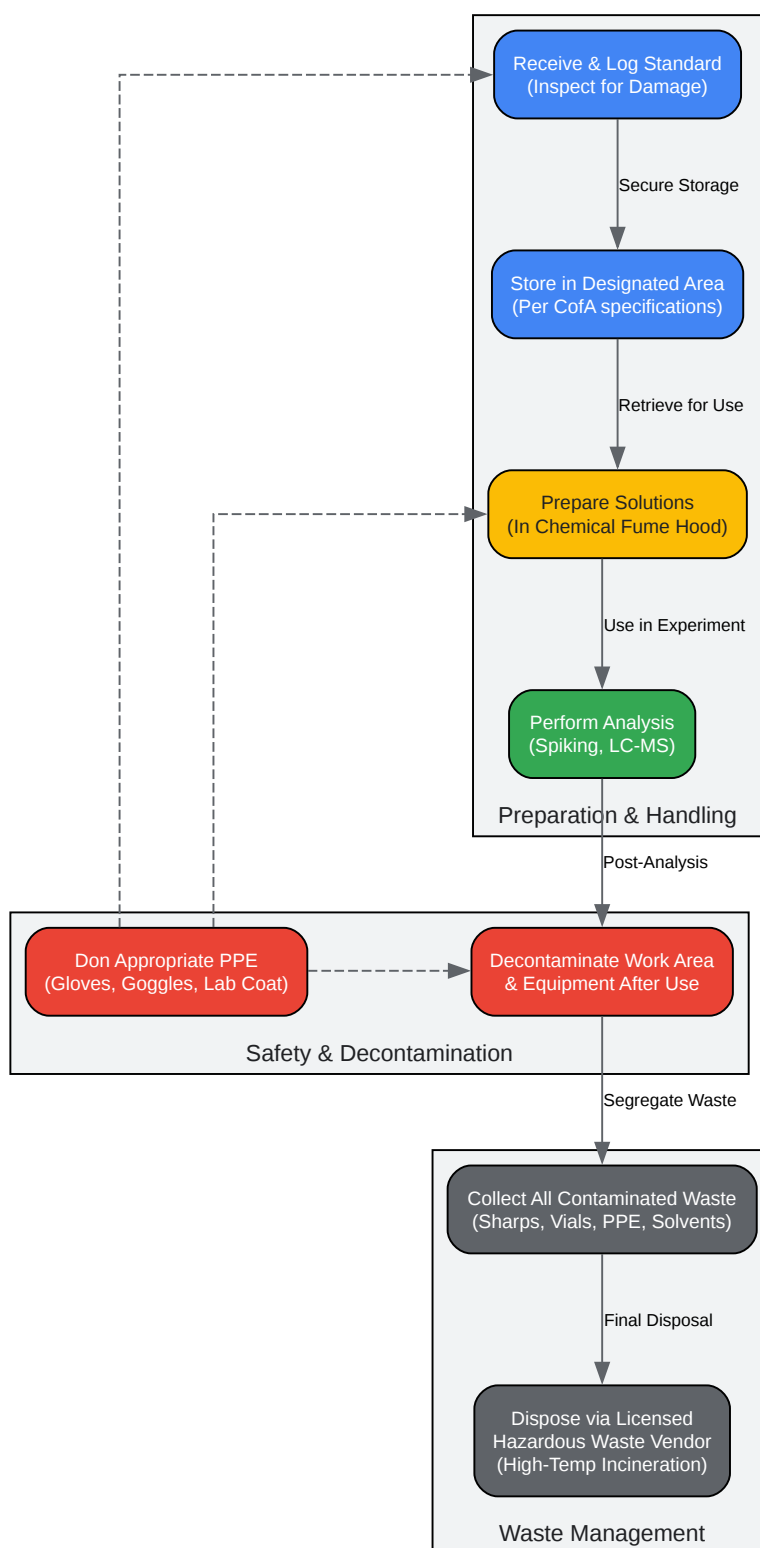 Receive & Log Standard
(Inspect for Damage)
Secure Storage
Store in Designated Area
(Per CofA specifications)
Retrieve for Use
Prepare Solutions
(In Chemical Fume Hood)
Use in Experiment
Perform Analysis
(Spiking, LC-MS)
Preparation & Handling
Post-Analysis
Don Appropriate PPE
(Gloves, Goggles, Lab Coat)
Decontaminate Work Area
& Equipment After Use
Safety & Decontamination
Segregate Waste
Collect All Contaminated Waste
(Sharps, Vials, PPE, Solvents)
Final Disposal
Dispose via Licensed
Hazardous Waste Vendor
(High-Temp Incineration)
Waste Management